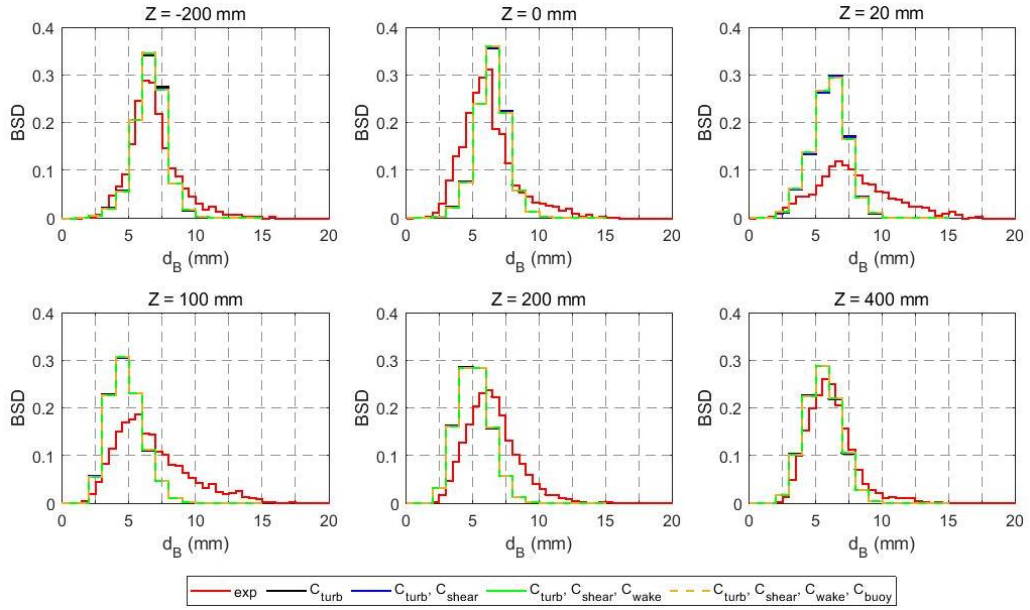 Z = -200 mm
Z = 0 mm
Z = 20 mm
0.4
0.3
0.2
0.1
0
BSD
0 5 10 15 20
d_B (mm)
0.4
0.3
0.2
0.1
0
BSD
0 5 10 15 20
d_B (mm)
0.4
0.3
0.2
0.1
0
BSD
0 5 10 15 20
d_B (mm)
Z = 100 mm
Z = 200 mm
Z = 400 mm
0.4
0.3
0.2
0.1
0
BSD
0 5 10 15 20
d_B (mm)
0.4
0.3
0.2
0.1
0
BSD
0 5 10 15 20
d_B (mm)
0.4
0.3
0.2
0.1
0
BSD
0 5 10 15 20
d_B (mm)
exp C_turb C_turb, C_shear C_turb, C_shear, C_wake C_turb, C_shear, C_wake, C_buoy